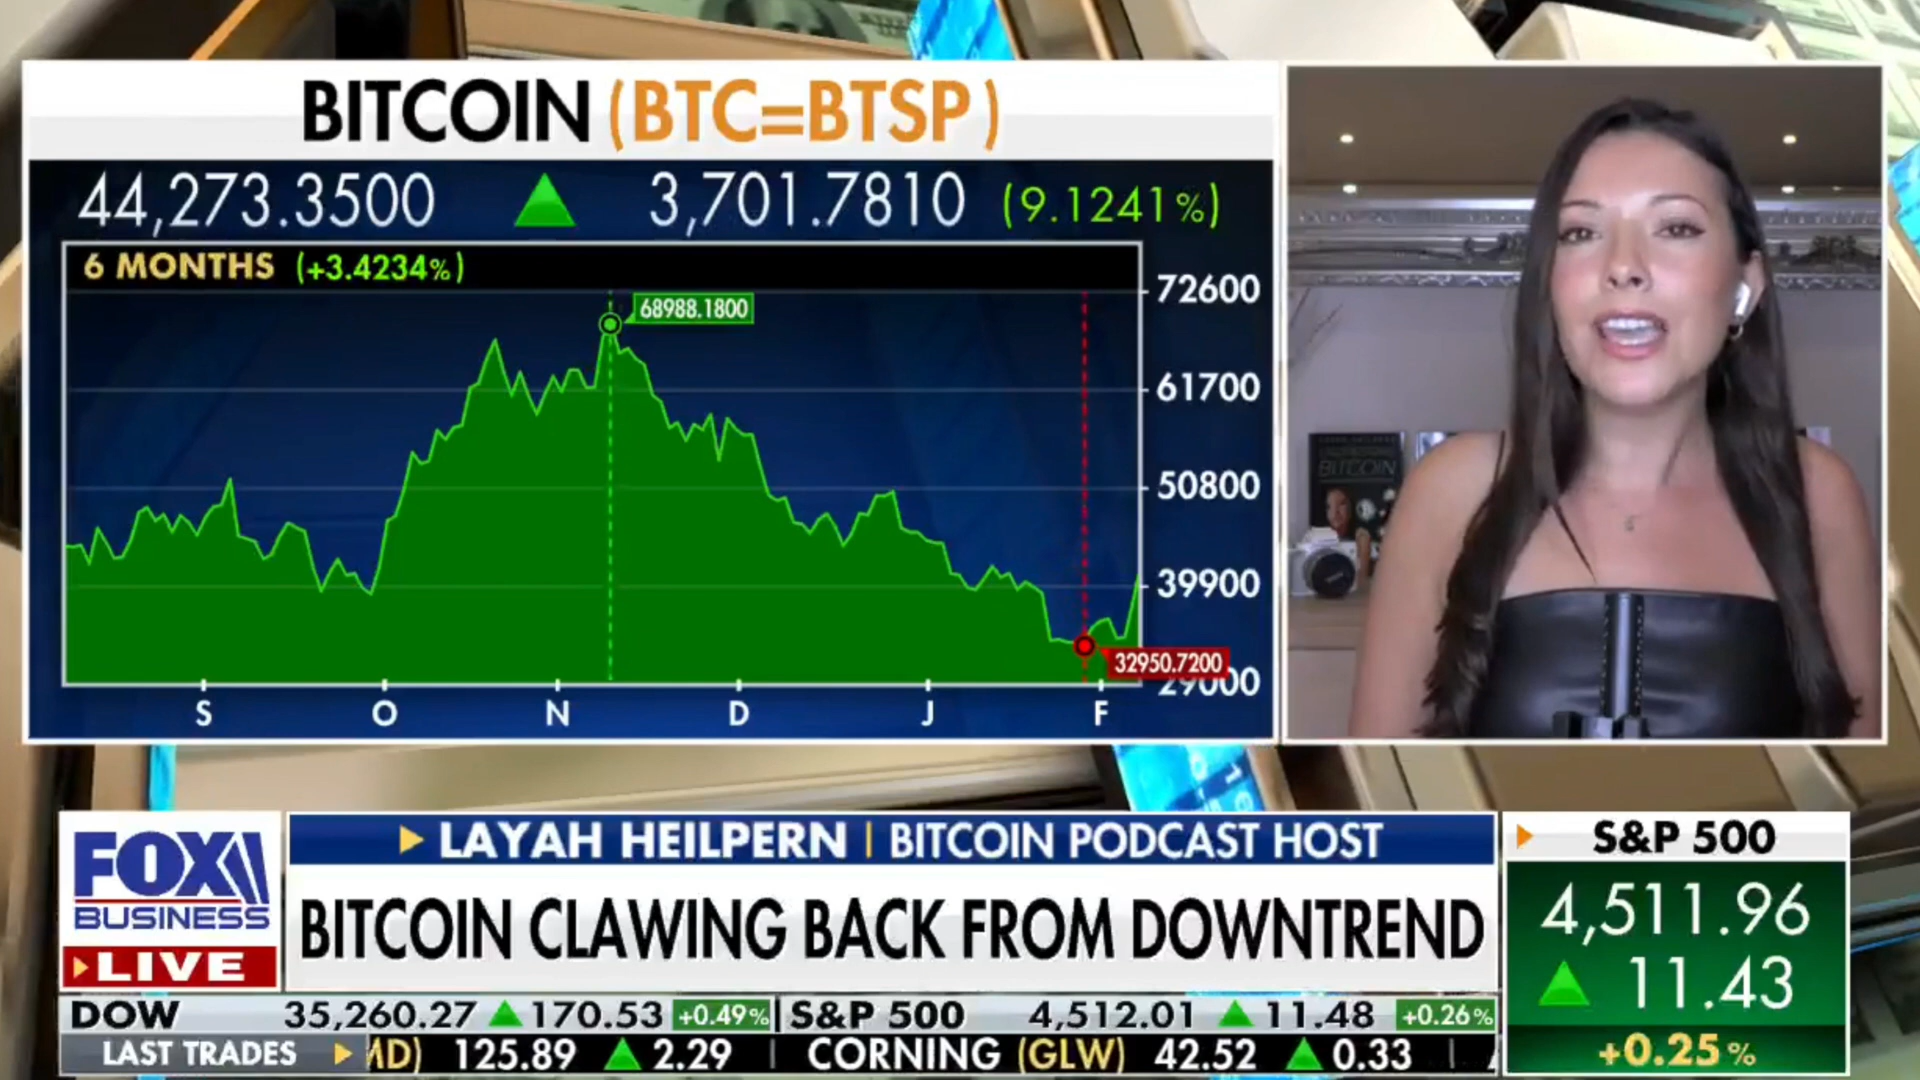 BITCOIN (BTC=BTSP)
44,273.3500 ▲ 3,701.7810 (9.1241%)
6 MONTHS (+3.4234%)
68988.1800
72600
61700
50800
39900
29000
32950.7200
S O N D J F
BITCOIN
FOX
BUSINESS
LIVE
LAYAH HEILPERN | BITCOIN PODCAST HOST
BITCOIN CLAWING BACK FROM DOWNTREND
S&P 500
4,511.96
▲ 11.43
+0.25%
DOW 35,260.27 ▲ 170.53 +0.49% | S&P 500 4,512.01 ▲ 11.48 +0.26%
LAST TRADES MD) 125.89 ▲ 2.29 | CORNING (GLW) 42.52 ▲ 0.33 |